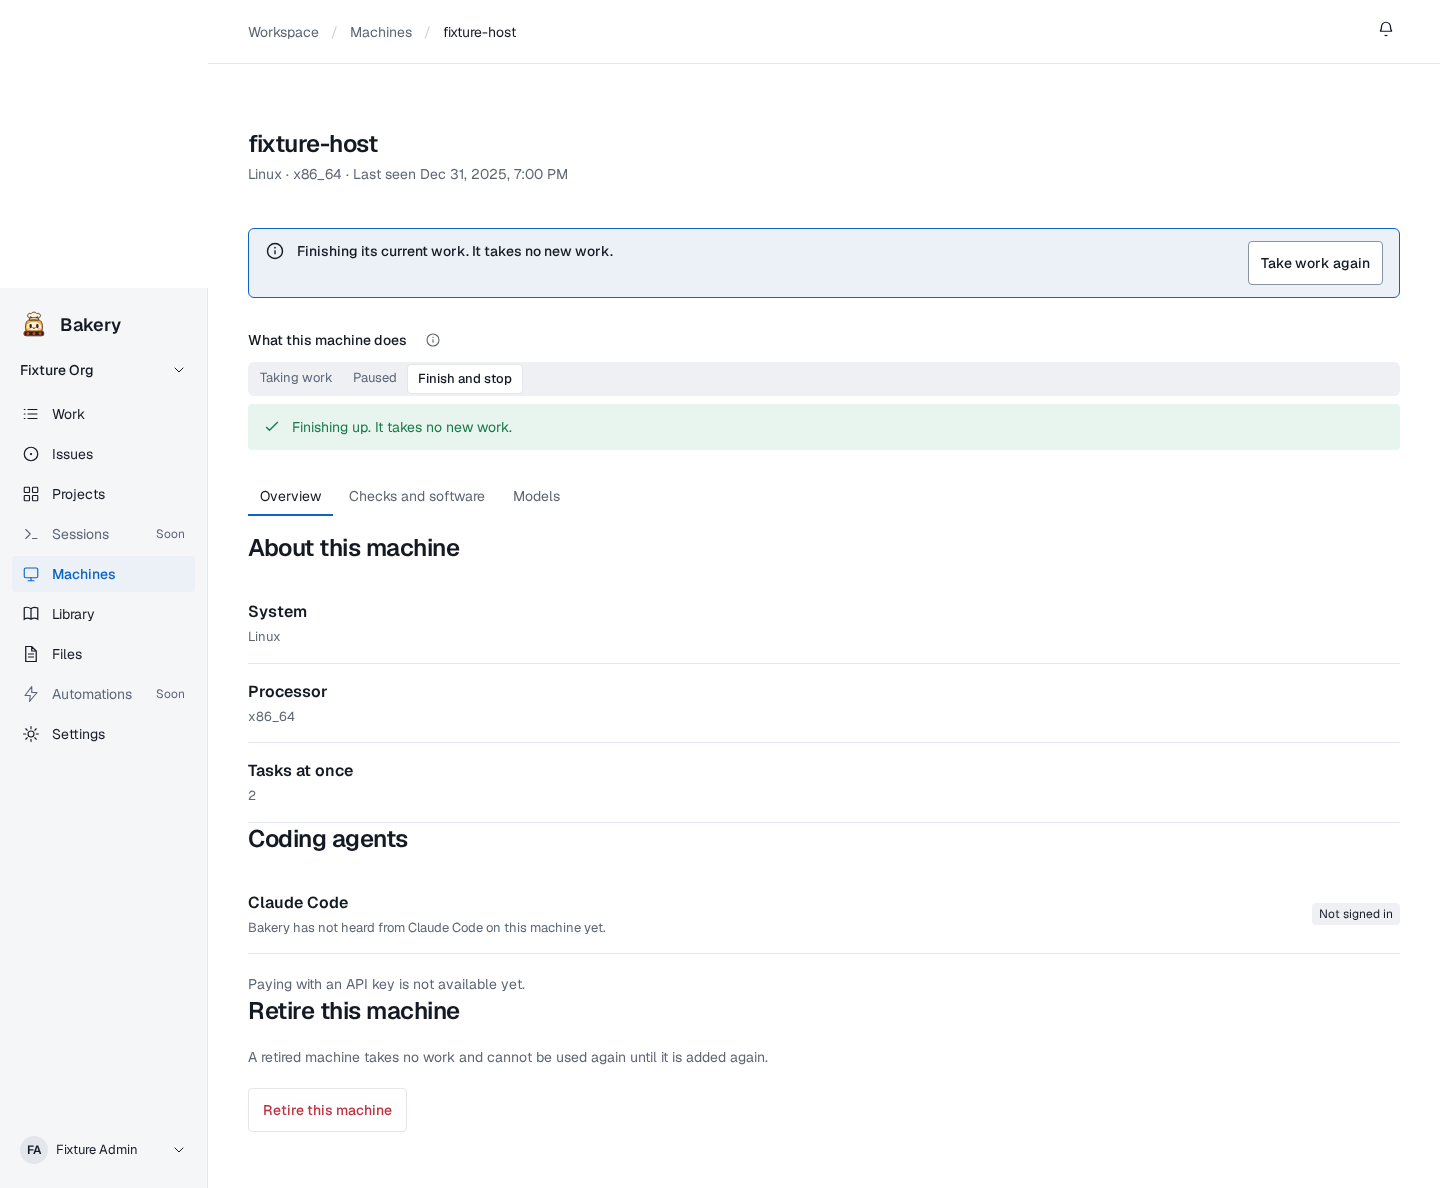 Workspace / Machines / fixture-host
fixture-host
Linux · x86_64 · Last seen Dec 31, 2025, 7:00 PM
Finishing its current work. It takes no new work.
Take work again
What this machine does
Taking work
Paused
Finish and stop
Finishing up. It takes no new work.
Overview
Checks and software
Models
About this machine
System
Linux
Processor
x86_64
Tasks at once
2
Coding agents
Claude Code
Bakery has not heard from Claude Code on this machine yet.
Not signed in
Paying with an API key is not available yet.
Retire this machine
A retired machine takes no work and cannot be used again until it is added again.
Retire this machine
Bakery
Fixture Org
Work
Issues
Projects
Sessions Soon
Machines
Library
Files
Automations Soon
Settings
FA Fixture Admin